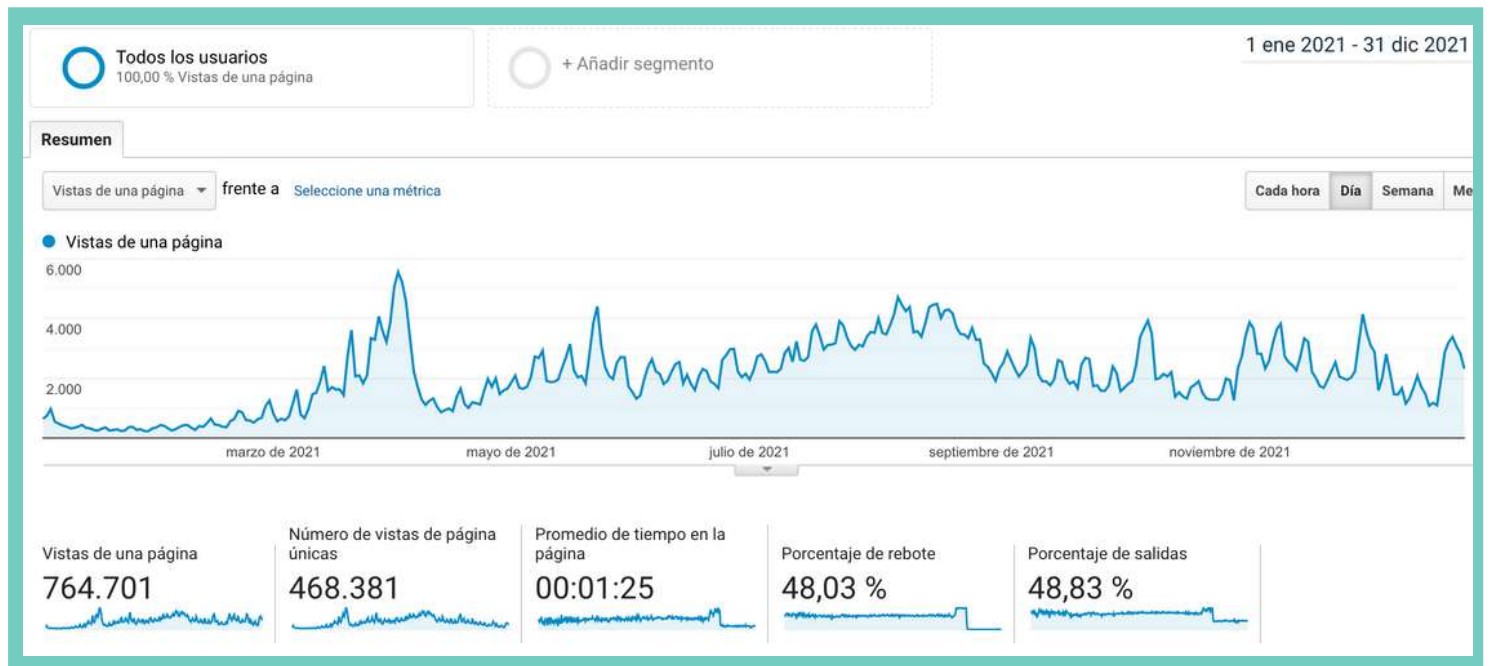 Todos los usuarios
100,00 % Vistas de una página
+ Añadir segmento
1 ene 2021 - 31 dic 2021
Resumen
Vistas de una página frente a Seleccione una métrica
Cada hora Día Semana Me
Vistas de una página
6.000
4.000
2.000
marzo de 2021 mayo de 2021 julio de 2021 septiembre de 2021 noviembre de 2021
Vistas de una página
764.701
Número de vistas de página
únicas
468.381
Promedio de tiempo en la
página
00:01:25
Porcentaje de rebote
48,03 %
Porcentaje de salidas
48,83 %